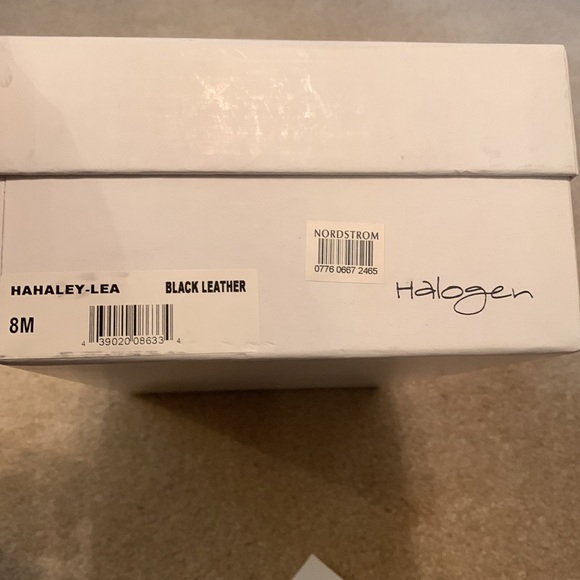 NORDSTROM
0776 0667 2465
Halogen
HAHALEY-LEA BLACK LEATHER
8M
4 39020 08633 4